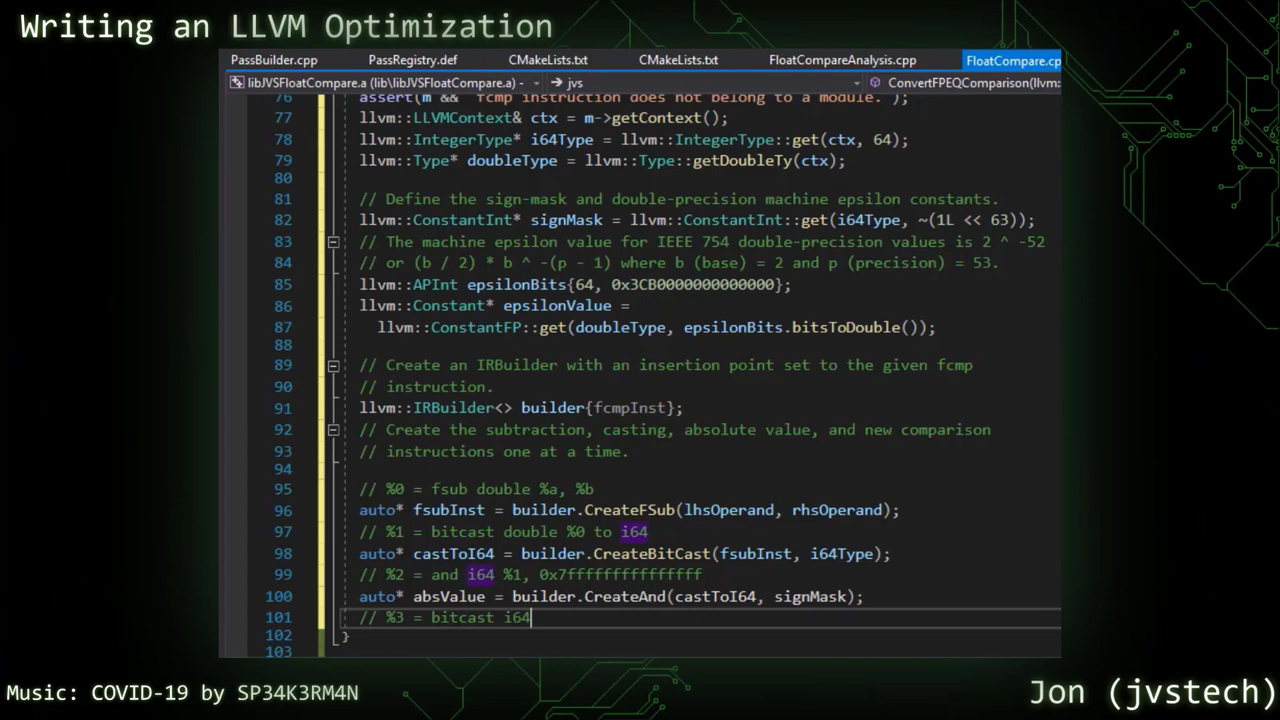 Writing an LLVM Optimization
PassBuilder.cpp PassRegistry.def CMakeLists.txt CMakeLists.txt FloatCompareAnalysis.cpp FloatCompare.cp
libJVSFloatCompare.a (lib\libJVSFloatCompare.a) - jvs ConvertFPEQComparison(llvm:
76 assert(m && "fcmp instruction does not belong to a module.");
77 llvm::LLVMContext& ctx = m->getContext();
78 llvm::IntegerType* i64Type = llvm::IntegerType::get(ctx, 64);
79 llvm::Type* doubleType = llvm::Type::getDoubleTy(ctx);
80
81 // Define the sign-mask and double-precision machine epsilon constants.
82 llvm::ConstantInt* signMask = llvm::ConstantInt::get(i64Type, ~(1L << 63));
83 // The machine epsilon value for IEEE 754 double-precision values is 2 ^ -52
84 // or (b / 2) * b ^ -(p - 1) where b (base) = 2 and p (precision) = 53.
85 llvm::APInt epsilonBits{64, 0x3CB0000000000000};
86 llvm::Constant* epsilonValue =
87 llvm::ConstantFP::get(doubleType, epsilonBits.bitsToDouble());
88
89 // Create an IRBuilder with an insertion point set to the given fcmp
90 // instruction.
91 llvm::IRBuilder<> builder{fcmpInst};
92 // Create the subtraction, casting, absolute value, and new comparison
93 // instructions one at a time.
94
95 // %0 = fsub double %a, %b
96 auto* fsubInst = builder.CreateFSub(lhsOperand, rhsOperand);
97 // %1 = bitcast double %0 to i64
98 auto* castToI64 = builder.CreateBitCast(fsubInst, i64Type);
99 // %2 = and i64 %1, 0x7fffffffffffffff
100 auto* absValue = builder.CreateAnd(castToI64, signMask);
101 // %3 = bitcast i64
102 }
103
Music: COVID-19 by SP34K3RM4N
Jon (jvstech)